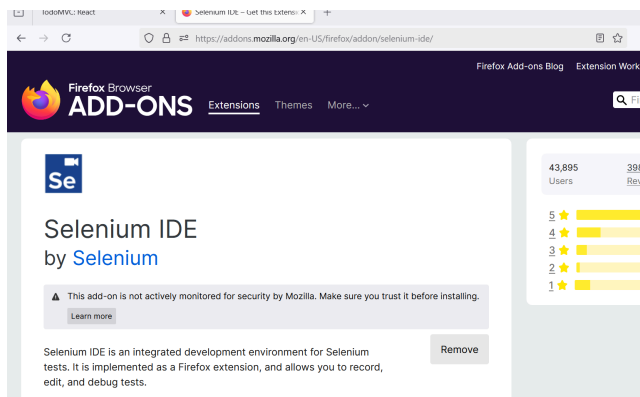 TodoMVC: React
Selenium IDE – Get this Extens
https://addons.mozilla.org/en-US/firefox/addon/selenium-ide/
Firefox Add-ons Blog Extension Work
Firefox Browser
ADD-ONS Extensions Themes More...
Fi
Se
43,895 398
Users Rev
Selenium IDE
by Selenium
5
4
3
2
1
This add-on is not actively monitored for security by Mozilla. Make sure you trust it before installing.
Learn more
Selenium IDE is an integrated development environment for Selenium
tests. It is implemented as a Firefox extension, and allows you to record,
edit, and debug tests.
Remove